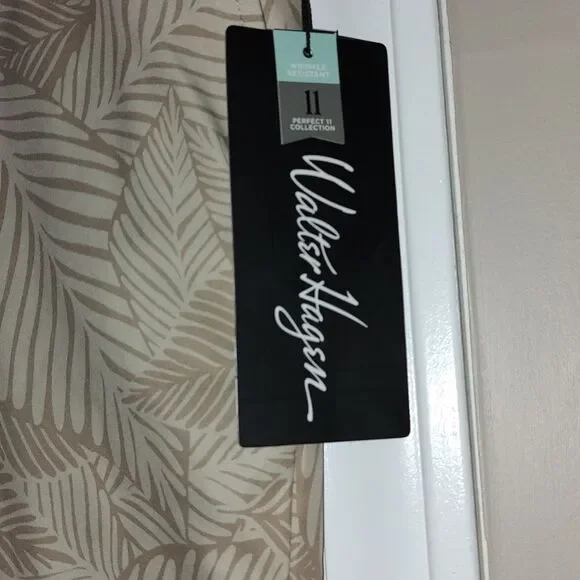 WRINKLE
RESISTANT
11
PERFECT 11
COLLECTION
Walter Hagen